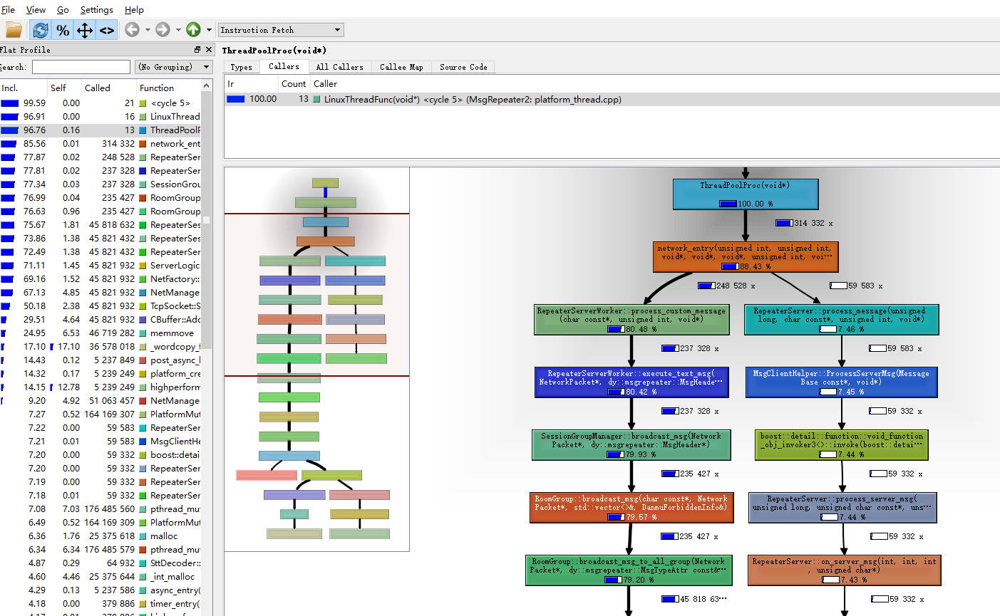 File View Go Settings Help
% <> Instruction Fetch
Flat Profile
Search: (No Grouping)
Incl. Self Called Function
99.59 0.00 21 <cycle 5>
96.91 0.00 16 LinuxThread
96.76 0.16 13 ThreadPoolP
85.56 0.01 314 332 network_ent
77.87 0.02 248 528 RepeaterSer
77.81 0.02 237 328 RepeaterSer
77.34 0.03 237 328 SessionGrou
76.99 0.04 235 427 RoomGroup
76.63 0.96 235 427 RoomGroup
75.67 1.81 45 818 632 RepeaterSes
73.86 1.38 45 821 432 RepeaterSes
72.49 1.38 45 821 432 RepeaterSer
71.11 1.45 45 821 932 ServerLogic
69.16 1.52 45 821 932 NetFactory::
67.13 4.85 45 821 932 NetManage
50.18 2.38 45 821 932 TcpSocket::S
29.51 4.64 45 821 932 CBuffer::Adc
24.95 6.53 46 719 282 memmove
17.10 17.10 36 578 018 _wordcopy_f
14.43 0.12 5 237 849 post_async_l
14.32 0.17 5 239 249 platform_cre
14.15 12.78 5 239 249 highperform
9.20 4.92 51 063 457 NetManage
7.27 0.52 164 169 307 PlatformMut
7.22 0.00 59 583 RepeaterSer
7.21 0.01 59 583 MsgClientHe
7.20 0.00 59 332 boost::detai
7.20 0.00 59 332 RepeaterSer
7.19 0.00 59 332 RepeaterSer
7.18 0.01 59 332 RepeaterSer
7.08 7.03 176 485 560 pthread_mut
6.49 0.52 164 169 309 PlatformMut
6.36 1.76 25 375 618 malloc
6.34 6.34 176 485 579 pthread_mut
4.87 0.29 64 932 SttDecoder::
4.60 4.46 25 375 644 _int_malloc
4.29 0.13 5 237 586 async_entry(
4.18 0.00 379 886 timer_entry(
ThreadPoolProc(void*)
Types Callers All Callers Callee Map Source Code
Ir Count Caller
100.00 13 LinuxThreadFunc(void*) <cycle 5> (MsgRepeater2: platform_thread.cpp)
ThreadPoolProc(void*)
100.00 %
314 332 x
network_entry(unsigned int, unsigned int,
void*, void*, void*, unsigned int, voi…
88.43 %
248 528 x 59 583 x
RepeaterServerWorker::process_custom_message
(char const*, unsigned int, void*)
80.48 %
RepeaterServer::process_message(unsigned
long, char const*, unsigned int, void*)
7.46 %
237 328 x 59 583 x
RepeaterServerWorker::execute_text_msg(
NetworkPacket*, dy::msgrepeater::MsgHeade…
80.42 %
MsgClientHelper::ProcessServerMsg(Message
Base const*, void*)
7.45 %
237 328 x 59 332 x
SessionGroupManager::broadcast_msg(Network
Packet*, dy::msgrepeater::MsgHeader*)
79.93 %
boost::detail::function::void_function
_obj_invoker3<>::invoke(boost::detai…
7.44 %
235 427 x 59 332 x
RoomGroup::broadcast_msg(char const*, Network
Packet*, std::vector<>&, DanmuForbiddenInfo&)
79.57 %
RepeaterServer::process_server_msg(
unsigned long, unsigned char const*, uns…
7.44 %
235 427 x 59 332 x
RoomGroup::broadcast_msg_to_all_group(Network
Packet*, dy::msgrepeater::MsgTypeAttr const&…
79.20 %
RepeaterServer::on_server_msg(int, int, int
, unsigned char*)
7.43 %
45 818 63… 59 332 x